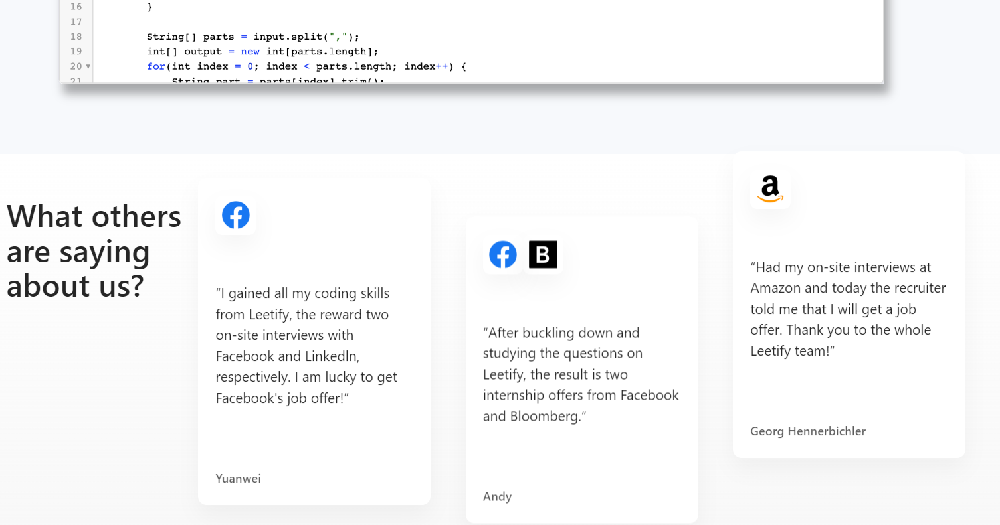 16 }
17
18 String[] parts = input.split(",");
19 int[] output = new int[parts.length];
20 for(int index = 0; index < parts.length; index++) {
21 String part = parts[index].trim();
What others
are saying
about us?
“I gained all my coding skills
from Leetify, the reward two
on-site interviews with
Facebook and LinkedIn,
respectively. I am lucky to get
Facebook's job offer!”
Yuanwei
B
“After buckling down and
studying the questions on
Leetify, the result is two
internship offers from Facebook
and Bloomberg.”
Andy
a
“Had my on-site interviews at
Amazon and today the recruiter
told me that I will get a job
offer. Thank you to the whole
Leetify team!”
Georg Hennerbichler